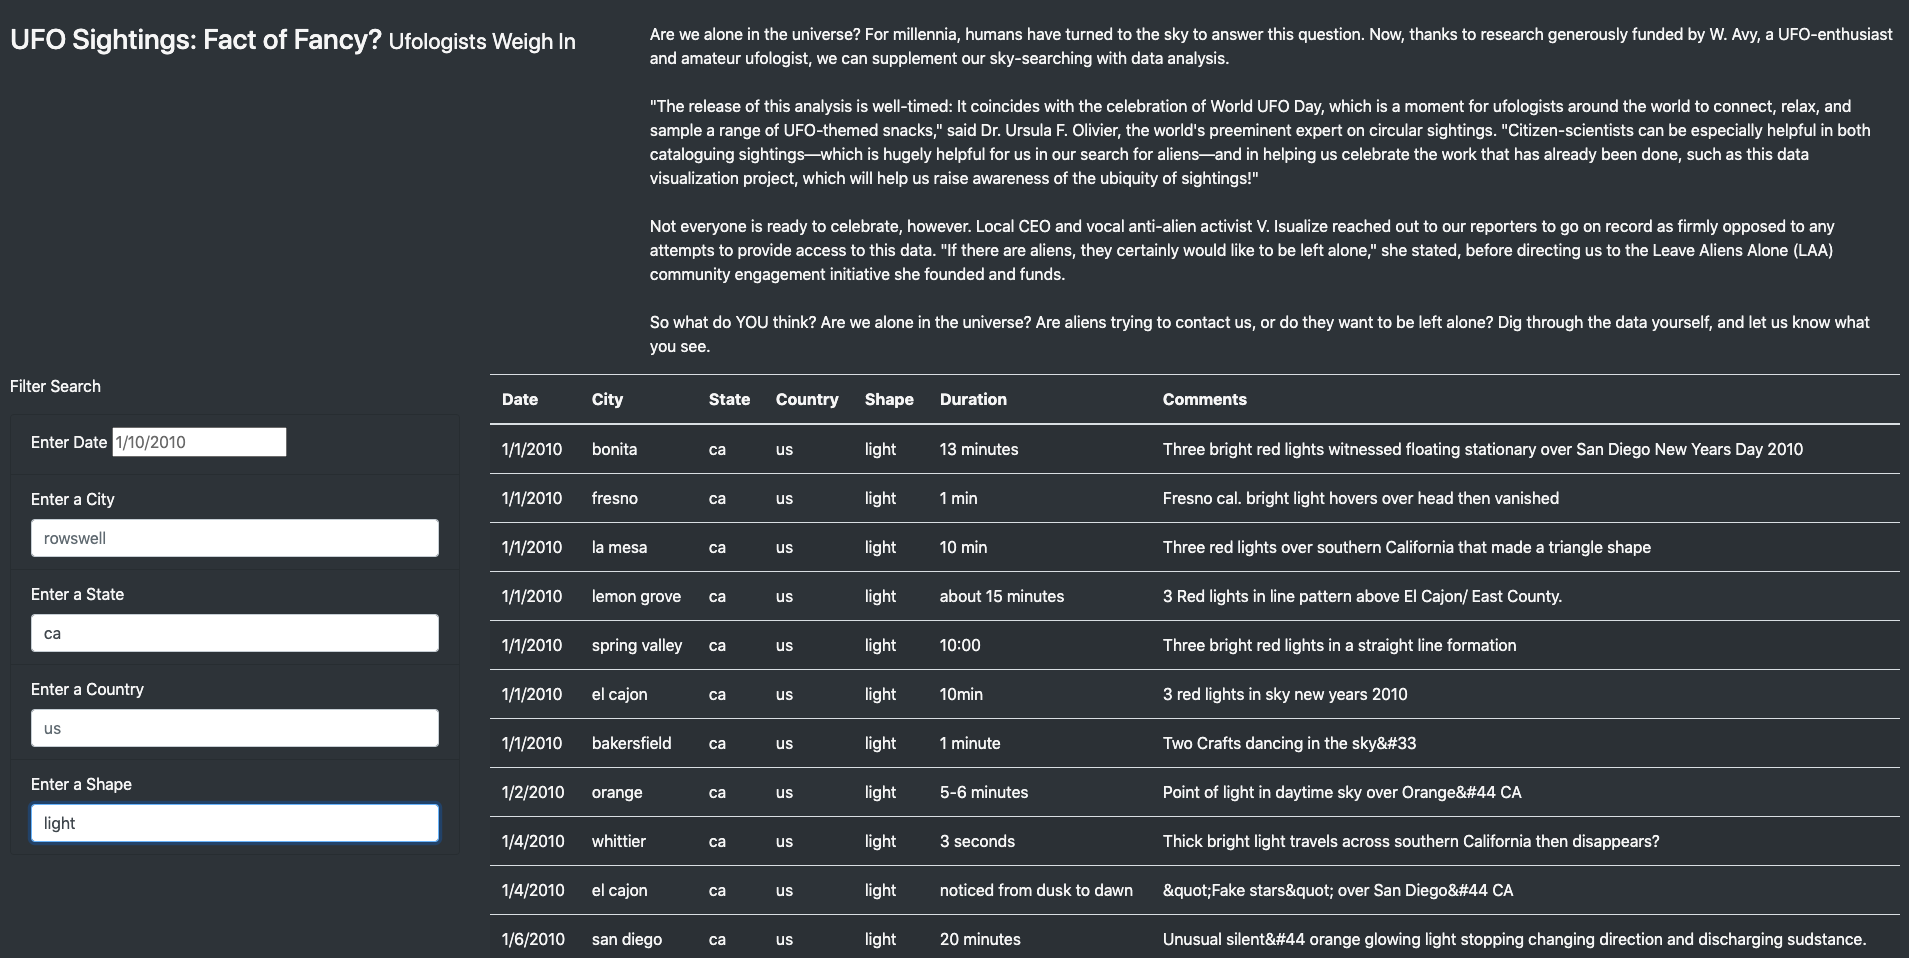 UFO Sightings: Fact of Fancy? Ufologists Weigh In
Are we alone in the universe? For millennia, humans have turned to the sky to answer this question. Now, thanks to research generously funded by W. Avy, a UFO-enthusiast
and amateur ufologist, we can supplement our sky-searching with data analysis.
"The release of this analysis is well-timed: It coincides with the celebration of World UFO Day, which is a moment for ufologists around the world to connect, relax, and
sample a range of UFO-themed snacks," said Dr. Ursula F. Olivier, the world's preeminent expert on circular sightings. "Citizen-scientists can be especially helpful in both
cataloguing sightings—which is hugely helpful for us in our search for aliens—and in helping us celebrate the work that has already been done, such as this data
visualization project, which will help us raise awareness of the ubiquity of sightings!"
Not everyone is ready to celebrate, however. Local CEO and vocal anti-alien activist V. Isualize reached out to our reporters to go on record as firmly opposed to any
attempts to provide access to this data. "If there are aliens, they certainly would like to be left alone," she stated, before directing us to the Leave Aliens Alone (LAA)
community engagement initiative she founded and funds.
So what do YOU think? Are we alone in the universe? Are aliens trying to contact us, or do they want to be left alone? Dig through the data yourself, and let us know what
you see.
Filter Search
Enter Date 1/10/2010
Enter a City
rowswell
Enter a State
ca
Enter a Country
us
Enter a Shape
light
Date City State Country Shape Duration Comments
1/1/2010 bonita ca us light 13 minutes Three bright red lights witnessed floating stationary over San Diego New Years Day 2010
1/1/2010 fresno ca us light 1 min Fresno cal. bright light hovers over head then vanished
1/1/2010 la mesa ca us light 10 min Three red lights over southern California that made a triangle shape
1/1/2010 lemon grove ca us light about 15 minutes 3 Red lights in line pattern above El Cajon/ East County.
1/1/2010 spring valley ca us light 10:00 Three bright red lights in a straight line formation
1/1/2010 el cajon ca us light 10min 3 red lights in sky new years 2010
1/1/2010 bakersfield ca us light 1 minute Two Crafts dancing in the sky&#33
1/2/2010 orange ca us light 5-6 minutes Point of light in daytime sky over Orange&#44 CA
1/4/2010 whittier ca us light 3 seconds Thick bright light travels across southern California then disappears?
1/4/2010 el cajon ca us light noticed from dusk to dawn &quot;Fake stars&quot; over San Diego&#44 CA
1/6/2010 san diego ca us light 20 minutes Unusual silent&#44 orange glowing light stopping changing direction and discharging sudstance.